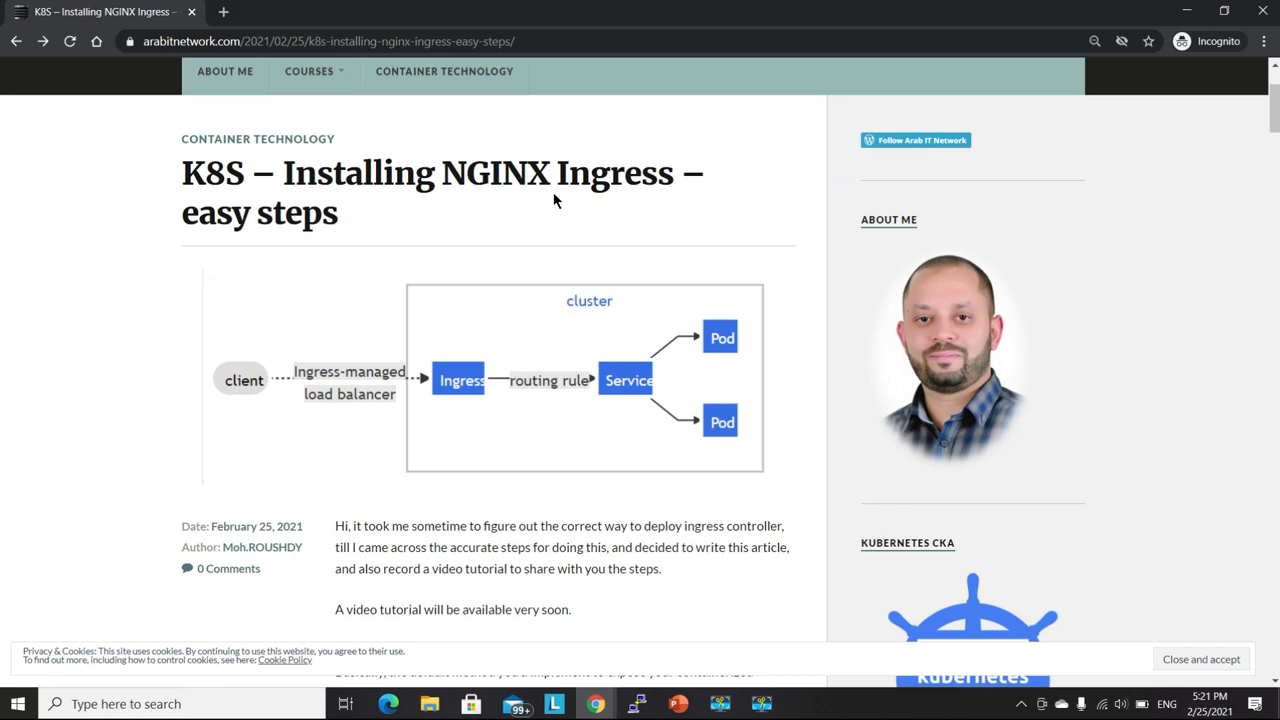 K8S – Installing NGINX Ingress –
arabitnetwork.com/2021/02/25/k8s-installing-nginx-ingress-easy-steps/
Incognito
ABOUT ME
COURSES
CONTAINER TECHNOLOGY
CONTAINER TECHNOLOGY
K8S – Installing NGINX Ingress –
easy steps
cluster
client
Ingress-managed
load balancer
Ingress
routing rule
Service
Pod
Pod
Date: February 25, 2021
Author: Moh.ROUSHDY
0 Comments
Hi, it took me sometime to figure out the correct way to deploy ingress controller,
till I came across the accurate steps for doing this, and decided to write this article,
and also record a video tutorial to share with you the steps.
A video tutorial will be available very soon.
Follow Arab IT Network
ABOUT ME
KUBERNETES CKA
kubernetes
Privacy & Cookies: This site uses cookies. By continuing to use this website, you agree to their use.
To find out more, including how to control cookies, see here: Cookie Policy
Close and accept
Type here to search
99+
ENG
5:21 PM
2/25/2021